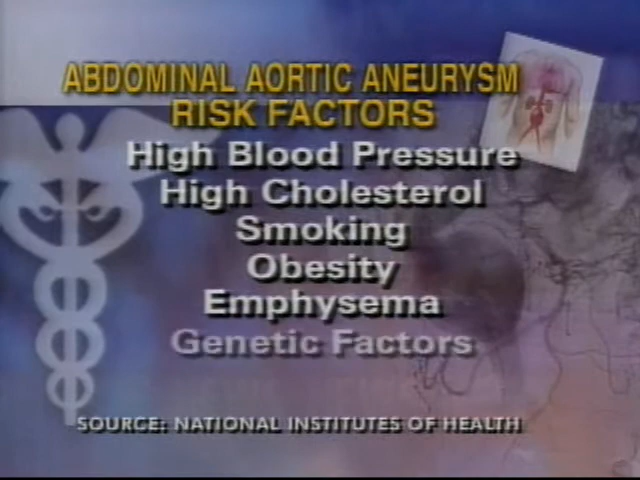 ABDOMINAL AORTIC ANEURYSM
RISK FACTORS
High Blood Pressure
High Cholesterol
Smoking
Obesity
Emphysema
Genetic Factors
SOURCE: NATIONAL INSTITUTES OF HEALTH